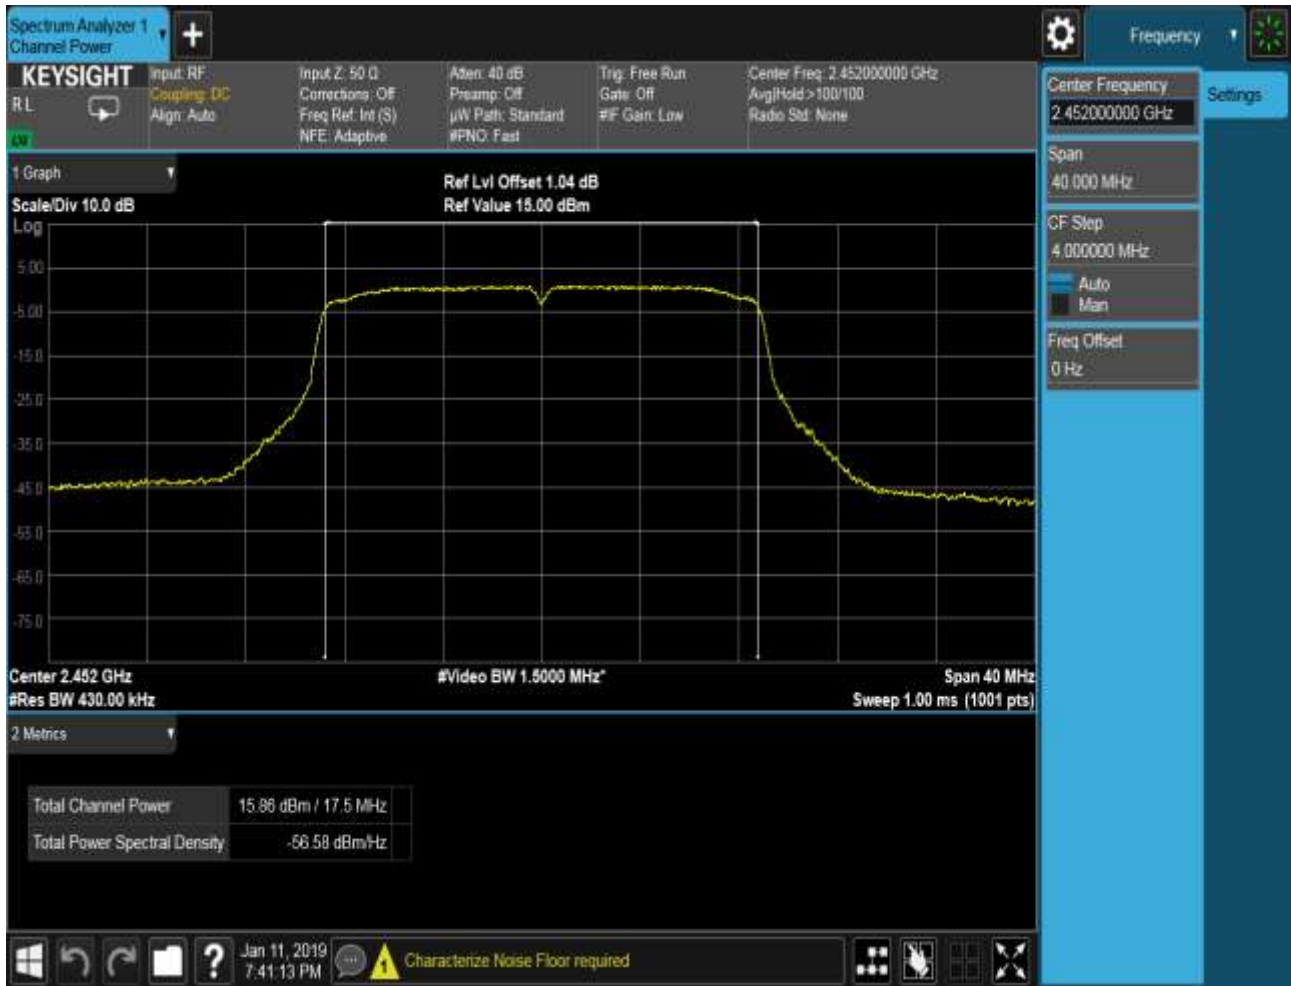 Spectrum Analyzer 1
Channel Power
Frequency
KEYSIGHT
R L
Input: RF
Coupling: DC
Align: Auto
Input Z: 50 Ω
Corrections: Off
Freq Ref: Int (S)
NFE: Adaptive
Atten: 40 dB
Preamp: Off
µW Path: Standard
#PNO: Fast
Trig: Free Run
Gate: Off
#IF Gain: Low
Center Freq: 2.452000000 GHz
Avg|Hold:>100/100
Radio Std: None
Center Frequency
2.452000000 GHz
Settings
Span
40.000 MHz
CF Step
4.000000 MHz
Auto
Man
Freq Offset
0 Hz
1 Graph
Scale/Div 10.0 dB
Ref Lvl Offset 1.04 dB
Ref Value 15.00 dBm
Log
5.00
-5.00
-15.0
-25.0
-35.0
-45.0
-55.0
-65.0
-75.0
Center 2.452 GHz
#Video BW 1.5000 MHz*
Span 40 MHz
#Res BW 430.00 kHz
Sweep 1.00 ms (1001 pts)
2 Metrics
Total Channel Power 15.86 dBm / 17.5 MHz
Total Power Spectral Density -56.58 dBm/Hz
?
Jan 11, 2019
7:41:13 PM
1
Characterize Noise Floor required